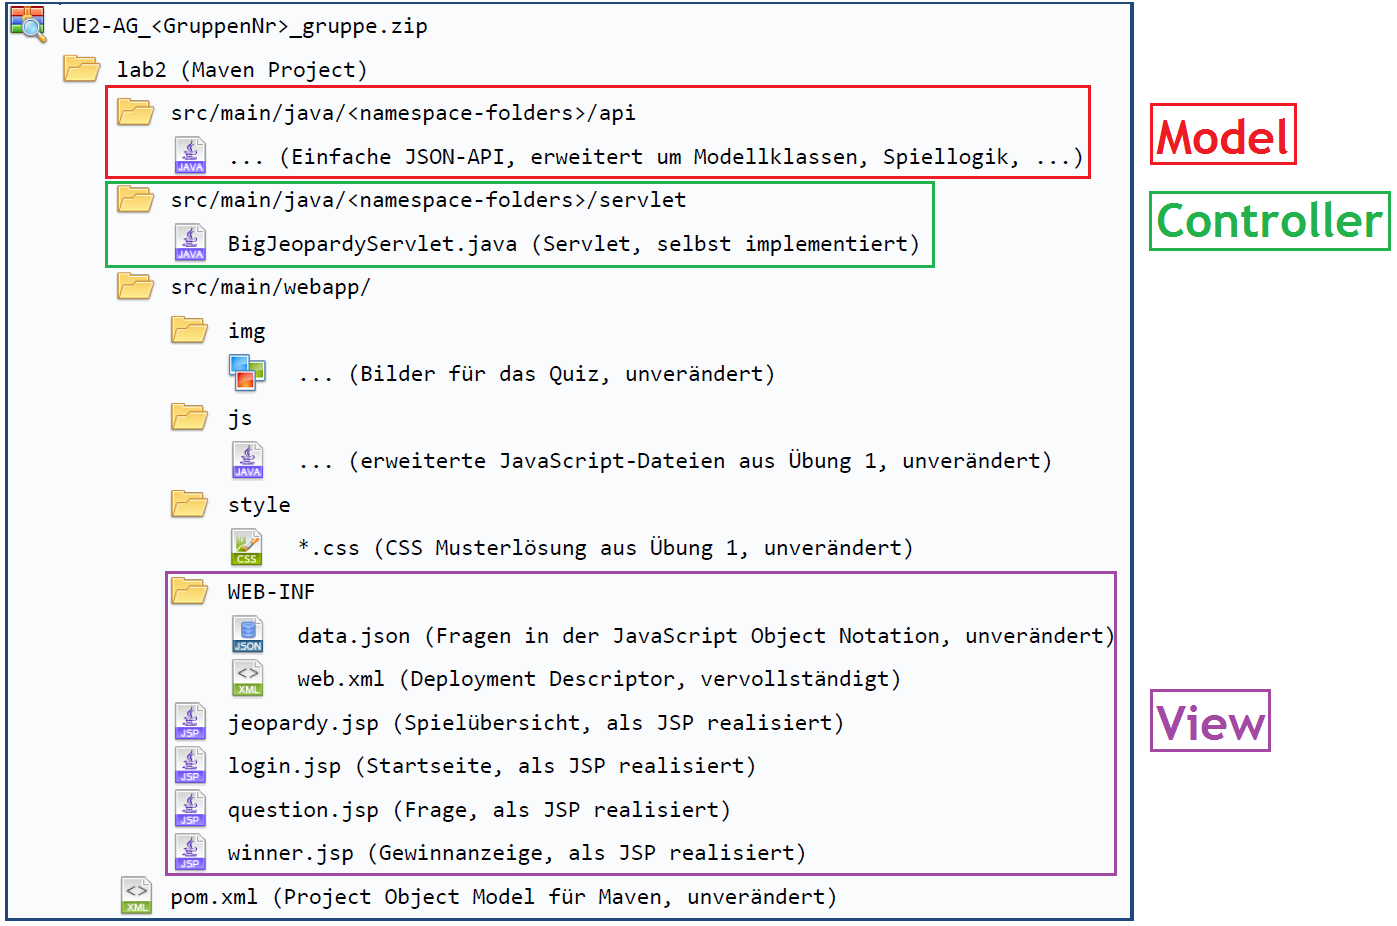 UE2-AG_<GruppenNr>_gruppe.zip
lab2 (Maven Project)
src/main/java/<namespace-folders>/api
JAVA ... (Einfache JSON-API, erweitert um Modellklassen, Spiellogik, ...)
Model
src/main/java/<namespace-folders>/servlet
JAVA BigJeopardyServlet.java (Servlet, selbst implementiert)
Controller
src/main/webapp/
img
... (Bilder für das Quiz, unverändert)
js
JAVA ... (erweiterte JavaScript-Dateien aus Übung 1, unverändert)
style
CSS *.css (CSS Musterlösung aus Übung 1, unverändert)
WEB-INF
JSON data.json (Fragen in der JavaScript Object Notation, unverändert)
XML web.xml (Deployment Descriptor, vervollständigt)
JSP jeopardy.jsp (Spielübersicht, als JSP realisiert)
View
JSP login.jsp (Startseite, als JSP realisiert)
JSP question.jsp (Frage, als JSP realisiert)
JSP winner.jsp (Gewinnanzeige, als JSP realisiert)
XML pom.xml (Project Object Model für Maven, unverändert)